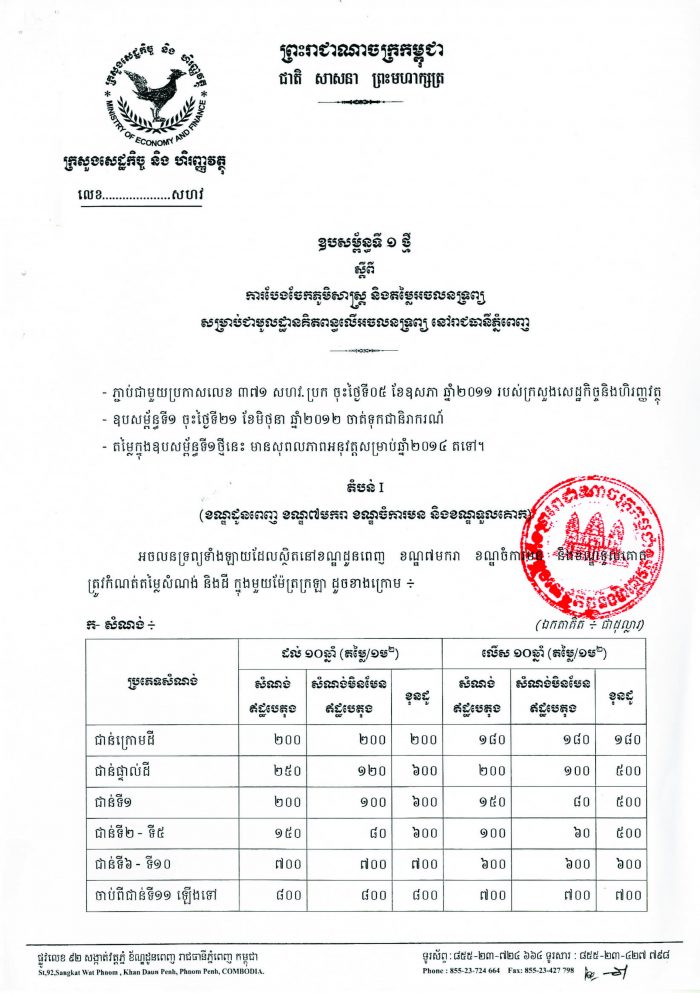 ព្រះរាជាណាចក្រកម្ពុជា
ជាតិ សាសនា ព្រះមហាក្សត្រ
ក្រសួងសេដ្ឋកិច្ច និង ហិរញ្ញវត្ថុ
MINISTRY OF ECONOMY AND FINANCE
ក្រសួងសេដ្ឋកិច្ច និង ហិរញ្ញវត្ថុ
លេខ.....................សហវ
ឧបសម្ព័ន្ធទី ១ ថ្មី
ស្តីពី
ការបែងចែកភូមិសាស្ត្រ និងតម្លៃអចលនទ្រព្យ
សម្រាប់ជាមូលដ្ឋានគិតពន្ធលើអចលនទ្រព្យ នៅរាជធានីភ្នំពេញ
- ភ្ជាប់ជាមួយប្រកាសលេខ ៣៧១ សហវ.ប្រក ចុះថ្ងៃទី០៥ ខែឧសភា ឆ្នាំ២០១១ របស់ក្រសួងសេដ្ឋកិច្ចនិងហិរញ្ញវត្ថុ
- ឧបសម្ព័ន្ធទី១ ចុះថ្ងៃទី២១ ខែមិថុនា ឆ្នាំ២០១២ ចាត់ទុកជានិរាករណ៍
- តម្លៃក្នុងឧបសម្ព័ន្ធទី១ថ្មីនេះ មានសុពលភាពអនុវត្តសម្រាប់ឆ្នាំ២០១៤ តទៅ។
តំបន់ I
(ខណ្ឌដូនពេញ ខណ្ឌ៧មករា ខណ្ឌចំការមន និងខណ្ឌទួលគោក)
អចលនទ្រព្យទាំងឡាយដែលស្ថិតនៅខណ្ឌដូនពេញ ខណ្ឌ៧មករា ខណ្ឌចំការមន និងខណ្ឌទួលគោក
ត្រូវកំណត់តម្លៃសំណង់ និងដី ក្នុងមួយម៉ែត្រក្រឡា ដូចខាងក្រោម ÷
ក- សំណង់ ÷ (ឯកតាគិត ÷ ជាដុល្លារ)
ប្រភេទសំណង់ ដល់ ១០ឆ្នាំ (តម្លៃ/១ម២) លើស ១០ឆ្នាំ (តម្លៃ/១ម២)
សំណង់ឥដ្ឋបេតុង សំណង់មិនមែនឥដ្ឋបេតុង ខុនដូ សំណង់ឥដ្ឋបេតុង សំណង់មិនមែនឥដ្ឋបេតុង ខុនដូ
ជាន់ក្រោមដី ២០០ ២០០ ២០០ ១៨០ ១៨០ ១៨០
ជាន់ផ្ទាល់ដី ២៥០ ១២០ ៦០០ ២០០ ១០០ ៥០០
ជាន់ទី១ ២០០ ១០០ ៦០០ ១៥០ ៨០ ៥០០
ជាន់ទី២ - ទី៥ ១៥០ ៨០ ៦០០ ១០០ ៦០ ៥០០
ជាន់ទី៦ - ទី១០ ៧០០ ៧០០ ៧០០ ៦០០ ៦០០ ៦០០
ចាប់ពីជាន់ទី១១ ឡើងទៅ ៨០០ ៨០០ ៨០០ ៧០០ ៧០០ ៧០០
ផ្លូវលេខ ៩២ សង្កាត់វត្តភ្នំ ខ័ណ្ឌដូនពេញ រាជធានីភ្នំពេញ កម្ពុជា ទូរស័ព្ទ : ៨៥៥-២៣-៧២៤ ៦៦៤ ទូរសារ : ៨៥៥-២៣-៤២៧ ៧៩៨
St,92,Sangkat Wat Phnom , Khan Daun Penh, Phnom Penh, COMBODIA. Phone : 855-23-724 664 Fax: 855-23-427 798